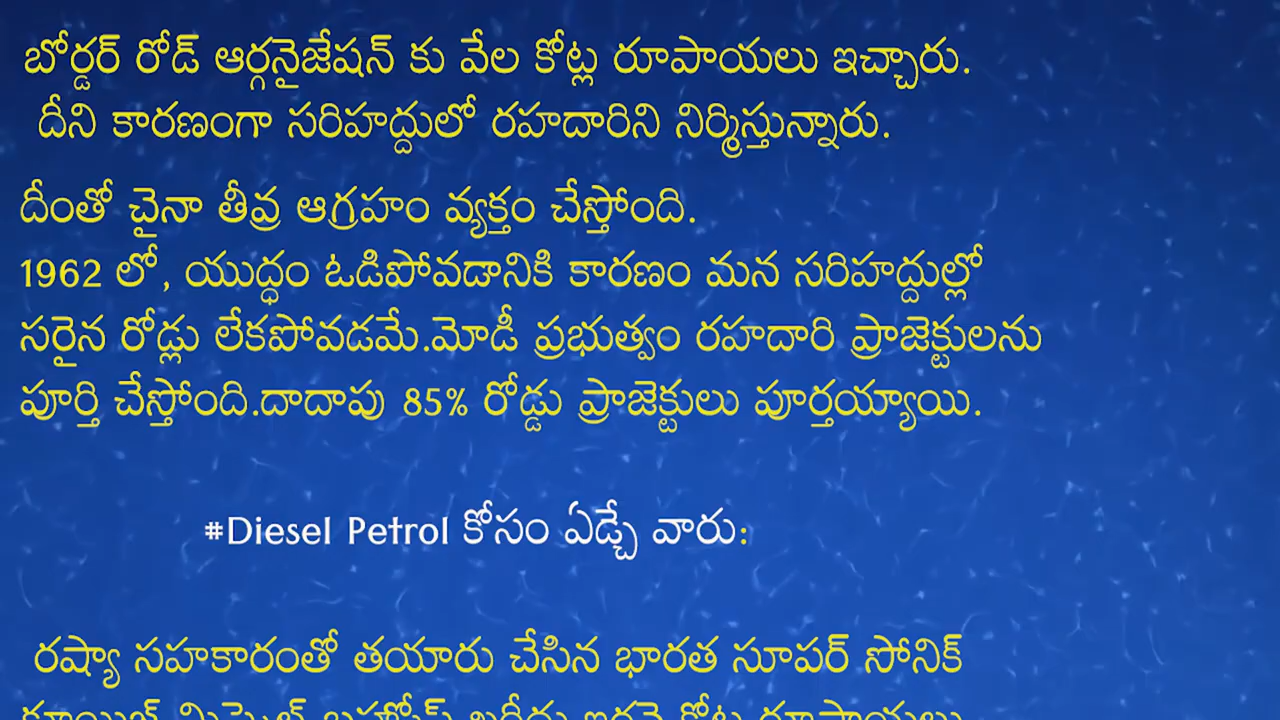 బోర్డర్ రోడ్ ఆర్గనైజేషన్ కు వేల కోట్ల రూపాయలు ఇచ్చారు.
దీని కారణంగా సరిహద్దులో రహదారిని నిర్మిస్తున్నారు.
దీంతో చైనా తీవ్ర ఆగ్రహం వ్యక్తం చేస్తోంది.
1962 లో, యుద్ధం ఓడిపోవడానికి కారణం మన సరిహద్దుల్లో
సరైన రోడ్లు లేకపోవడమే.మోడీ ప్రభుత్వం రహదారి ప్రాజెక్టులను
పూర్తి చేస్తోంది.దాదాపు 85% రోడ్డు ప్రాజెక్టులు పూర్తయ్యాయి.
#Diesel Petrol కోసం ఏడ్చే వారు:
రష్యా సహకారంతో తయారు చేసిన భారత సూపర్ సోనిక్